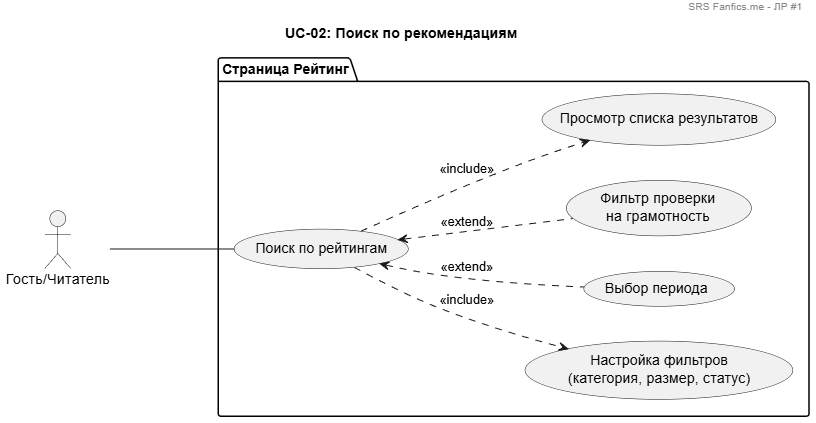 SRS Fanfics.me - ЛР #1
UC-02: Поиск по рекомендациям
Страница Рейтинг
Просмотр списка результатов
«include»
Фильтр проверки
на грамотность
«extend»
Поиск по рейтингам
Гость/Читатель
«extend»
Выбор периода
«include»
Настройка фильтров
(категория, размер, статус)